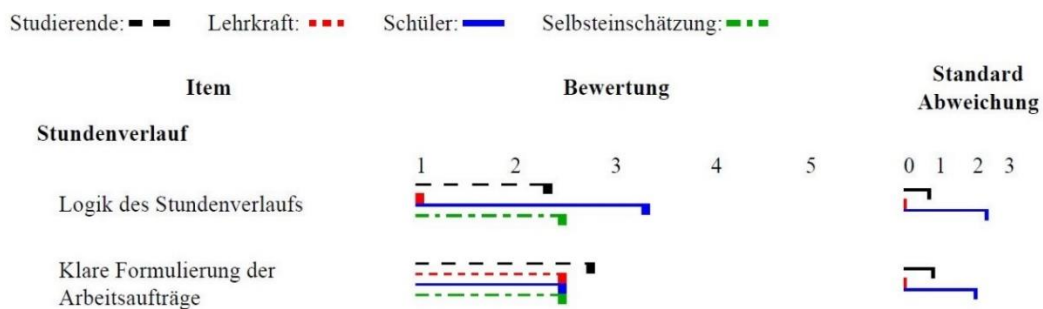 Studierende: Lehrkraft: Schüler: Selbsteinschätzung:
Item Bewertung Standard Abweichung
Stundenverlauf
1 2 3 4 5 0 1 2 3
Logik des Stundenverlaufs
Klare Formulierung der
Arbeitsaufträge